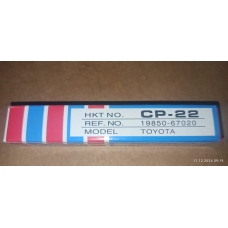 HKT NO. CP-22
REF. NO. 19850-67020
MODEL TOYOTA